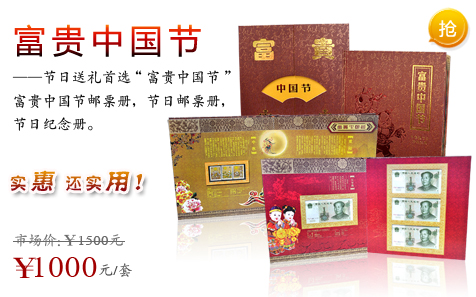 富贵中国节
抢
——节日送礼首选“富贵中国节”
富贵中国节邮票册，节日邮票册，
节日纪念册。
实惠 还实用！
市场价:￥1500元
￥1000元/套
富贵
中国节
富贵中国节